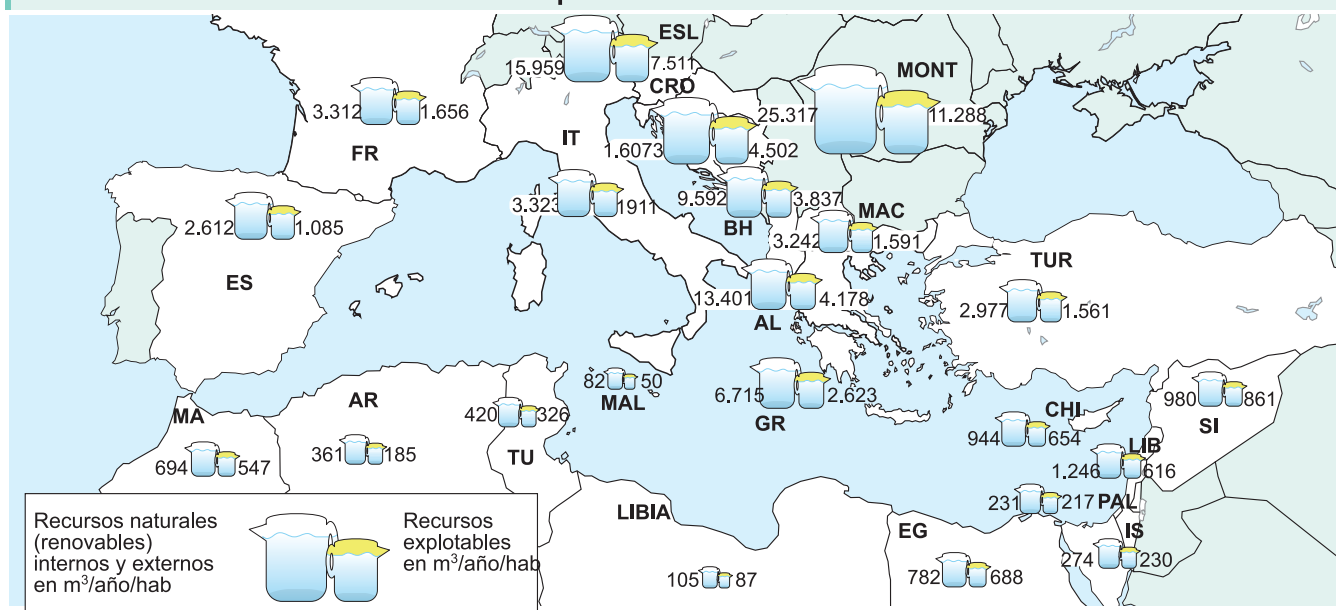 ESL
15.959 7.511
CRO
MONT
25.317 11.288
3.312 1.656
FR
IT
1.6073 4.502
3.323 1911
9.592 3.837
BH
MAC
3.242 1.591
2.612 1.085
ES
TUR
2.977 1.561
13.401 4.178
AL
82 50
MAL
6.715 2.623
GR
980 861
SI
MA
AR
420 326
TU
CHI
944 654
LIB
1.246 616
694 547
361 185
231 217 PAL
LIBIA
EG
IS
274 230
105 87
782 688
Recursos naturales
(renovables)
internos y externos
en m³/año/hab
Recursos
explotables
en m³/año/hab